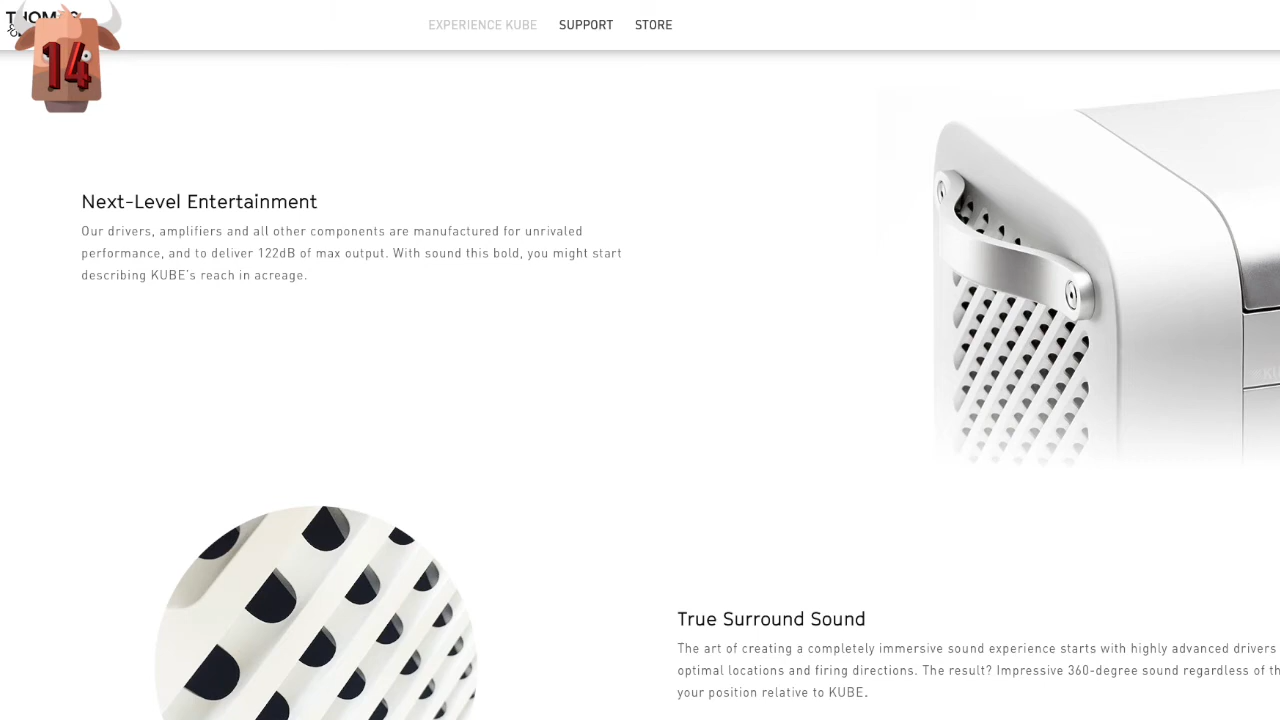 EXPERIENCE KUBE SUPPORT STORE
14
Next-Level Entertainment
Our drivers, amplifiers and all other components are manufactured for unrivaled
performance, and to deliver 122dB of max output. With sound this bold, you might start
describing KUBE's reach in acreage.
True Surround Sound
The art of creating a completely immersive sound experience starts with highly advanced drivers
optimal locations and firing directions. The result? Impressive 360-degree sound regardless of
your position relative to KUBE.